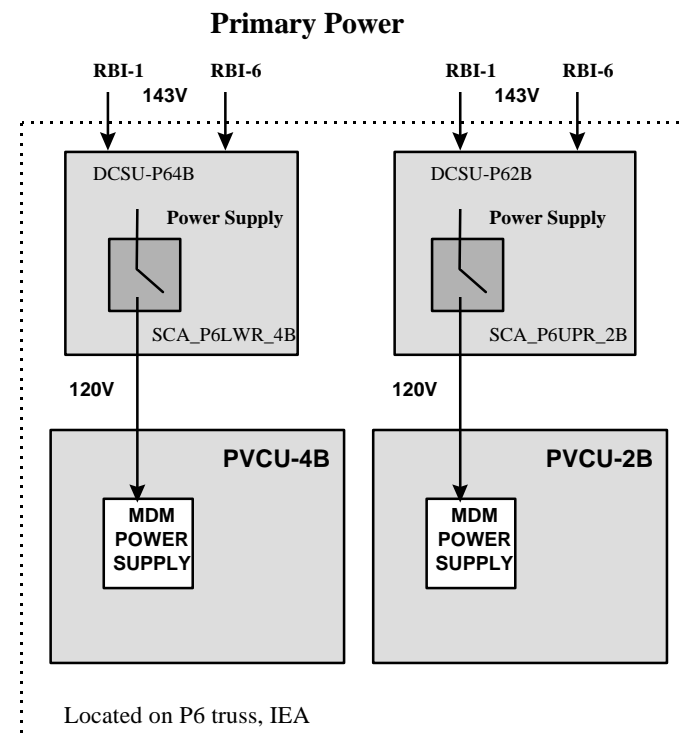 Primary Power
RBI-1 RBI-6 RBI-1 RBI-6
143V 143V
DCSU-P64B DCSU-P62B
Power Supply Power Supply
SCA_P6LWR_4B SCA_P6UPR_2B
120V 120V
PVCU-4B PVCU-2B
MDM MDM
POWER POWER
SUPPLY SUPPLY
Located on P6 truss, IEA